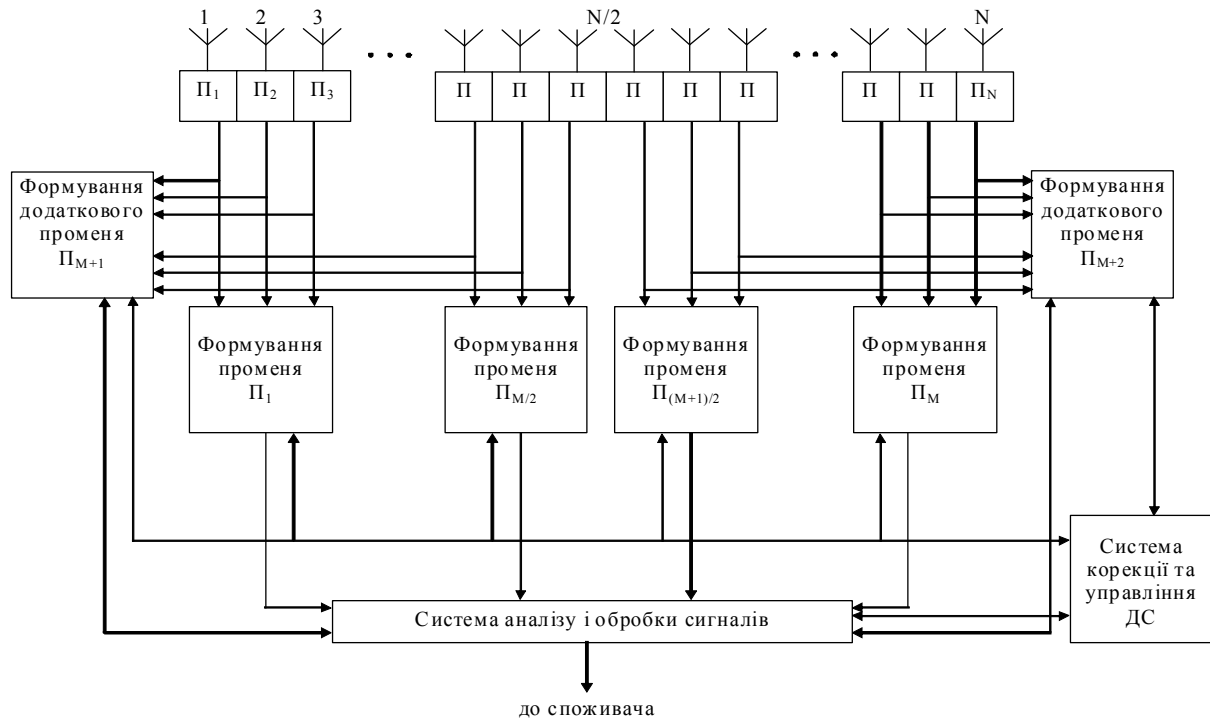 1 2 3 N/2 N
... ...
П1 П2 П3 П П П П П П П П ПN
Формування
додаткового
променя
ПM+1
Формування
додаткового
променя
ПM+2
Формування
променя
П1
Формування
променя
ПM/2
Формування
променя
П(M+1)/2
Формування
променя
ПM
Система
корекції та
управління
ДС
Система аналізу і обробки сигналів
до споживача